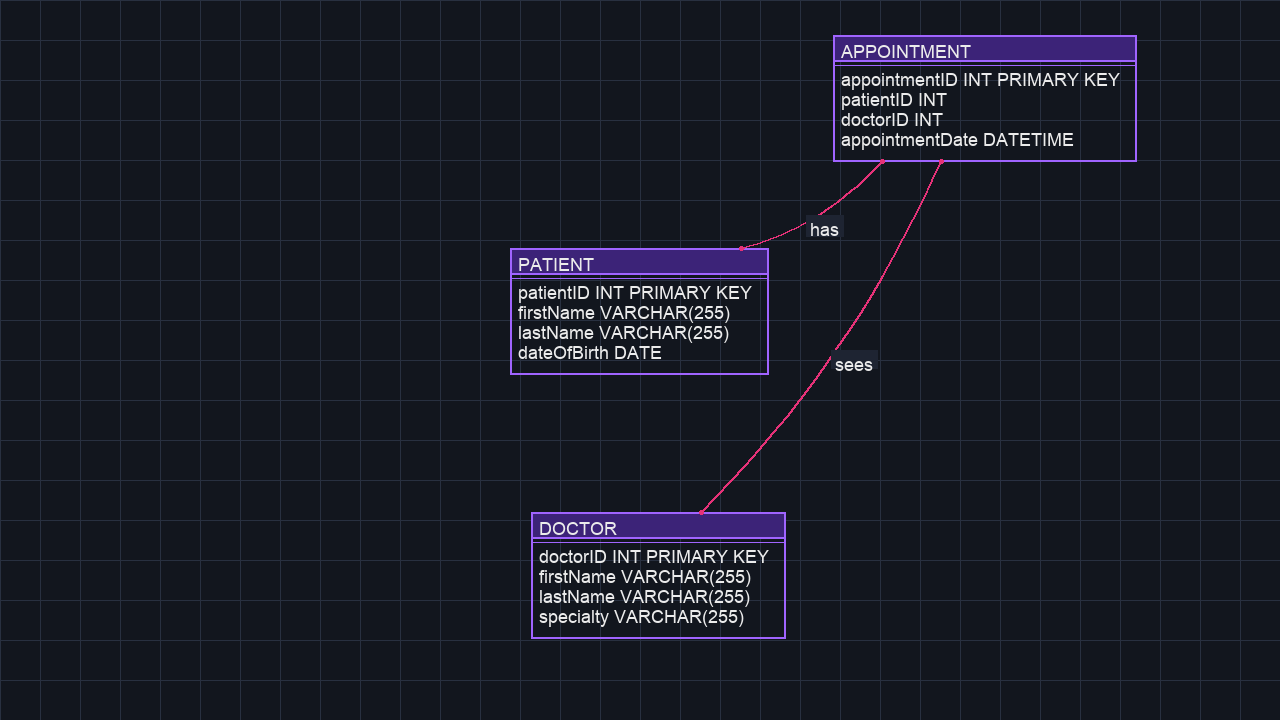 APPOINTMENT
appointmentID INT PRIMARY KEY
patientID INT
doctorID INT
appointmentDate DATETIME
has
PATIENT
patientID INT PRIMARY KEY
firstName VARCHAR(255)
lastName VARCHAR(255)
dateOfBirth DATE
sees
DOCTOR
doctorID INT PRIMARY KEY
firstName VARCHAR(255)
lastName VARCHAR(255)
specialty VARCHAR(255)